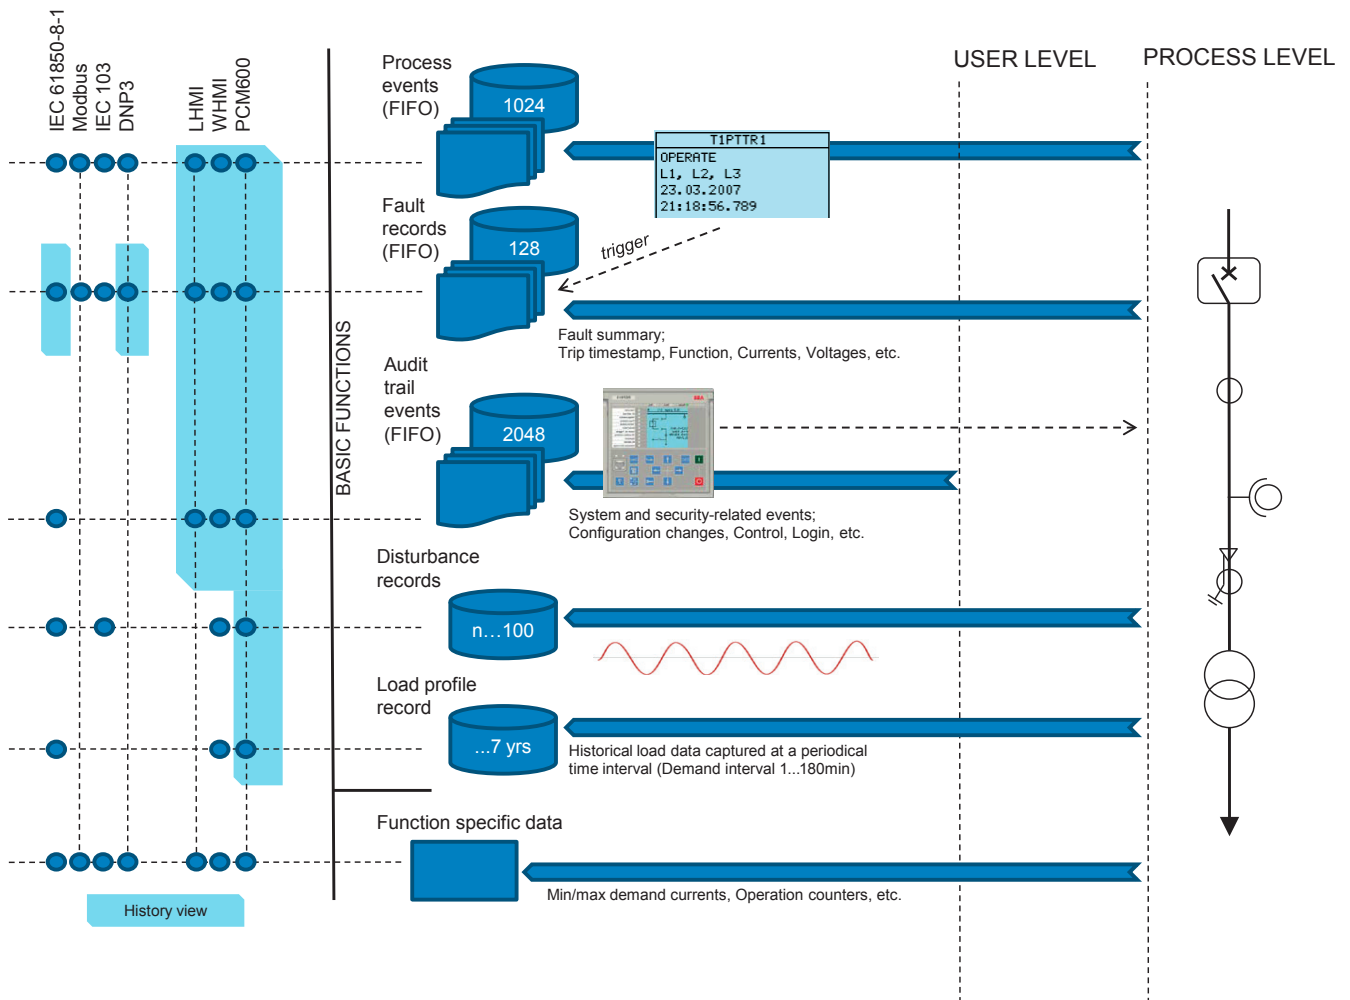 IEC 61850-8-1
Modbus
IEC 103
DNP3
LHMI
WHMI
PCM600
USER LEVEL
PROCESS LEVEL
Process
events
(FIFO)
1024
T1PTTR1
OPERATE
L1, L2, L3
23.03.2007
21:18:56.789
Fault
records
(FIFO)
128
trigger
Fault summary;
Trip timestamp, Function, Currents, Voltages, etc.
BASIC FUNCTIONS
Audit
trail
events
(FIFO)
2048
ABB
System and security-related events;
Configuration changes, Control, Login, etc.
Disturbance
records
n...100
Load profile
record
...7 yrs
Historical load data captured at a periodical
time interval (Demand interval 1...180min)
Function specific data
Min/max demand currents, Operation counters, etc.
History view